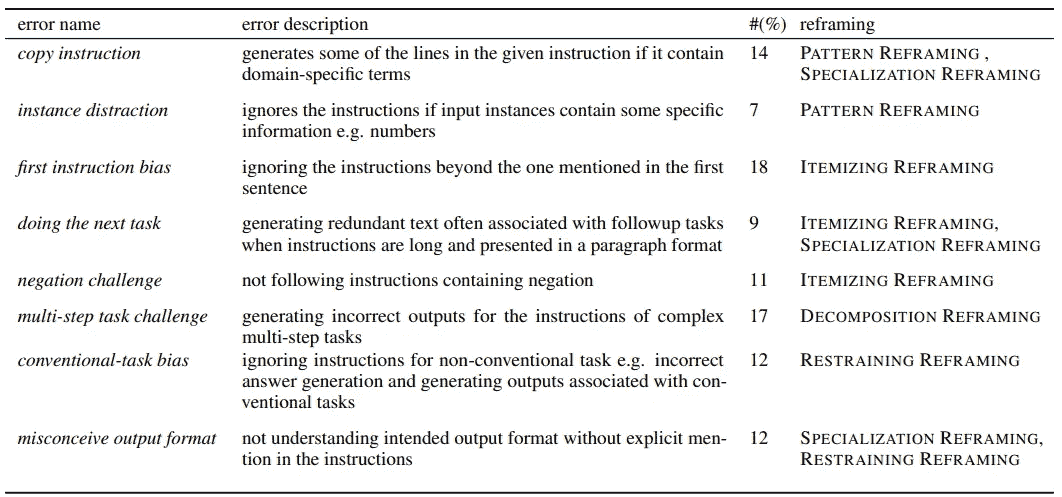 error name error description #(%) reframing
copy instruction generates some of the lines in the given instruction if it contain 14 PATTERN REFRAMING ,
domain-specific terms SPECIALIZATION REFRAMING
instance distraction ignores the instructions if input instances contain some specific 7 PATTERN REFRAMING
information e.g. numbers
first instruction bias ignoring the instructions beyond the one mentioned in the first 18 ITEMIZING REFRAMING
sentence
doing the next task generating redundant text often associated with followup tasks 9 ITEMIZING REFRAMING,
when instructions are long and presented in a paragraph format SPECIALIZATION REFRAMING
negation challenge not following instructions containing negation 11 ITEMIZING REFRAMING
multi-step task challenge generating incorrect outputs for the instructions of complex 17 DECOMPOSITION REFRAMING
multi-step tasks
conventional-task bias ignoring instructions for non-conventional task e.g. incorrect 12 RESTRAINING REFRAMING
answer generation and generating outputs associated with con-
ventional tasks
misconceive output format not understanding intended output format without explicit men- 12 SPECIALIZATION REFRAMING,
tion in the instructions RESTRAINING REFRAMING